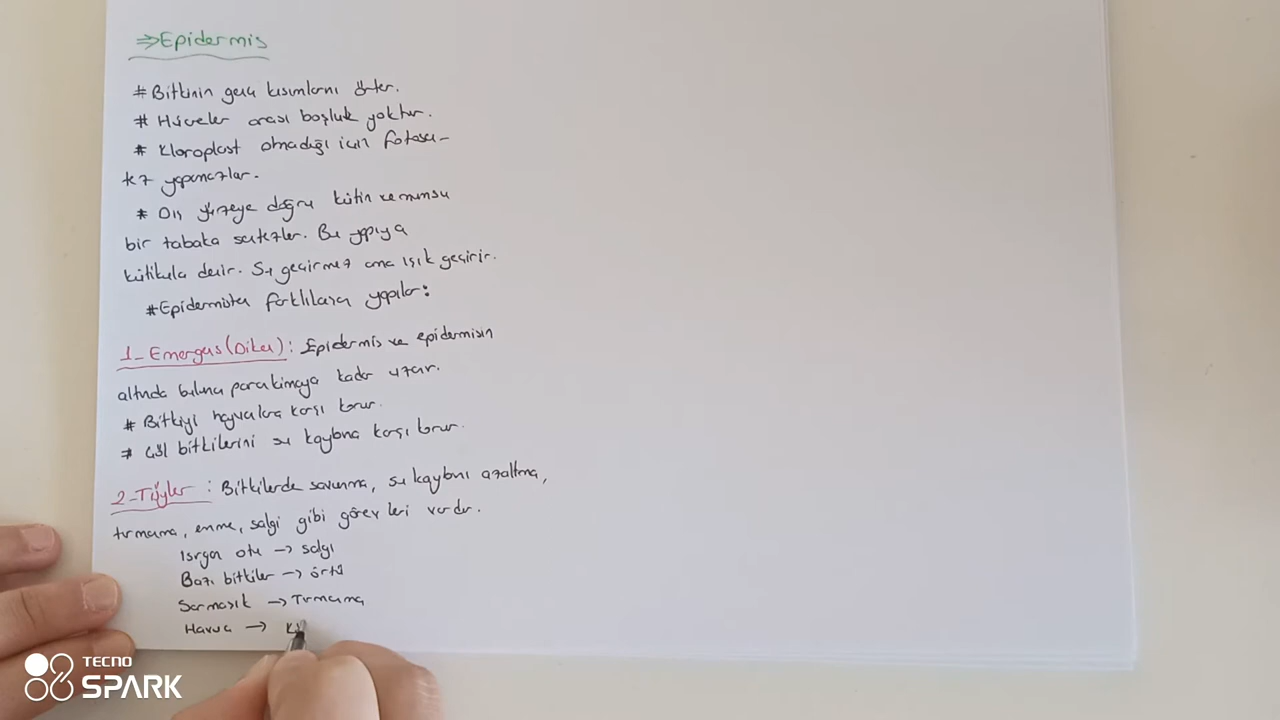 ⇒Epidermis
# Bitkinin genç kısımlarını örter.
# Hücreler arası boşluk yoktur.
# Kloroplast olmadığı için fotosen-
tez yapamazlar.
# Dış yüzeye doğru kütin ve mumsu
bir tabaka sentezler. Bu yapıya
kütikula denir. Su geçirmez ama ışık geçirir.
# Epidermisten farklılaşan yapılar:
1- Emergens (Diken): Epidermis ve epidermisin
altında bulunan parankimaya kadar uzanır.
# Bitkiyi hayvanlara karşı korur.
# Çöl bitkilerini su kaybına karşı korur.
2-Tüyler: Bitkilerde savunma, su kaybını azaltma,
tırmanma, emme, salgı gibi görevleri vardır.
Isırgan otu → salgı
Bazı bitkiler → örtü
Sarmaşık → Tırmanma
Havuç →
TECNO
SPARK